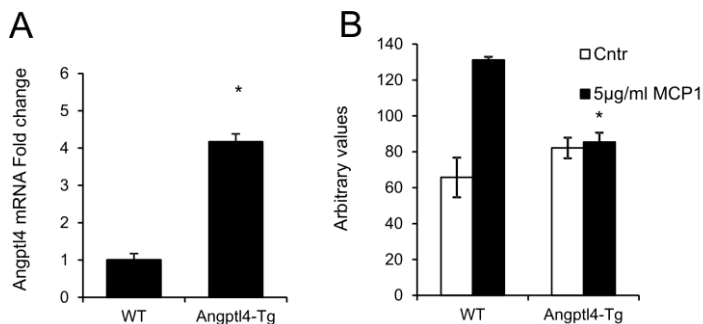 A
Angptl4 mRNA Fold change
6
5
4
3
2
1
0
*
WT
Angptl4-Tg
B
Arbitrary values
140
120
100
80
60
40
20
0
Cntr
5µg/ml MCP1
*
WT
Angptl4-Tg